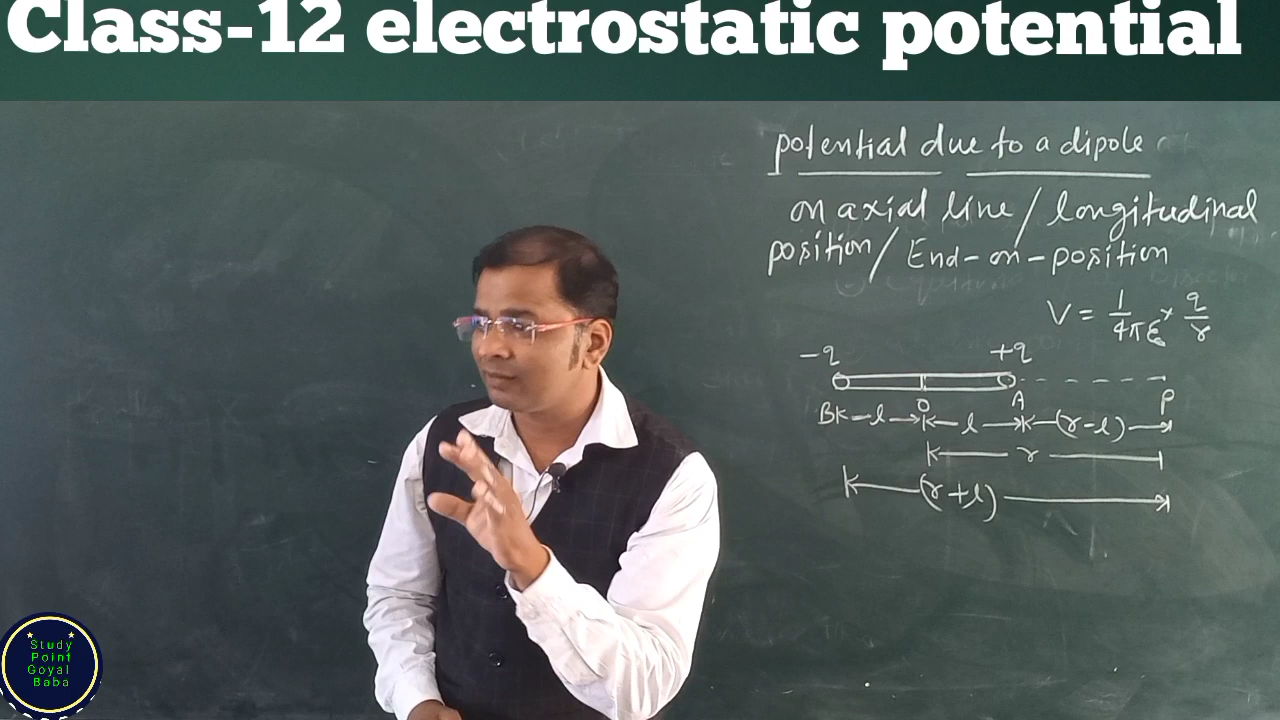 Class-12 electrostatic potential
potential due to a dipole
on axial line / longitudinal
position / End-on-position
V = 1/4πε₀ × q/r
-q +q
B l O l A (r-l) P
r
(r+l)
Study
Point
Goyal
Baba